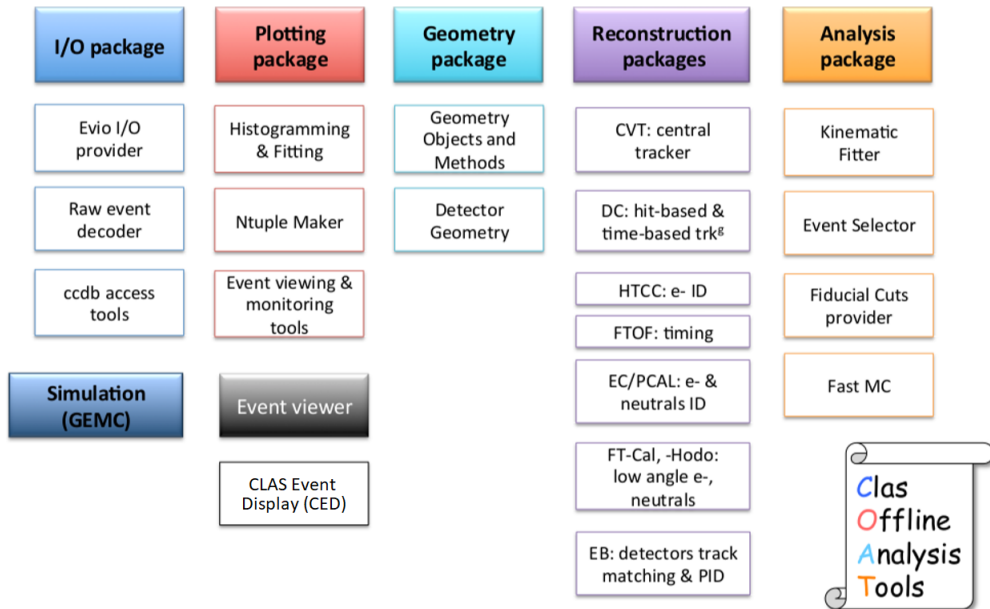 I/O package
Evio I/O
provider
Raw event
decoder
ccdb access
tools
Simulation
(GEMC)
Plotting
package
Histogramming
& Fitting
Ntuple Maker
Event viewing &
monitoring
tools
Event viewer
CLAS Event
Display (CED)
Geometry
package
Geometry
Objects and
Methods
Detector
Geometry
Reconstruction
packages
CVT: central
tracker
DC: hit-based &
time-based trkᵍ
HTCC: e- ID
FTOF: timing
EC/PCAL: e- &
neutrals ID
FT-Cal, -Hodo:
low angle e-,
neutrals
EB: detectors track
matching & PID
Analysis
package
Kinematic
Fitter
Event Selector
Fiducial Cuts
provider
Fast MC
Clas
Offline
Analysis
Tools